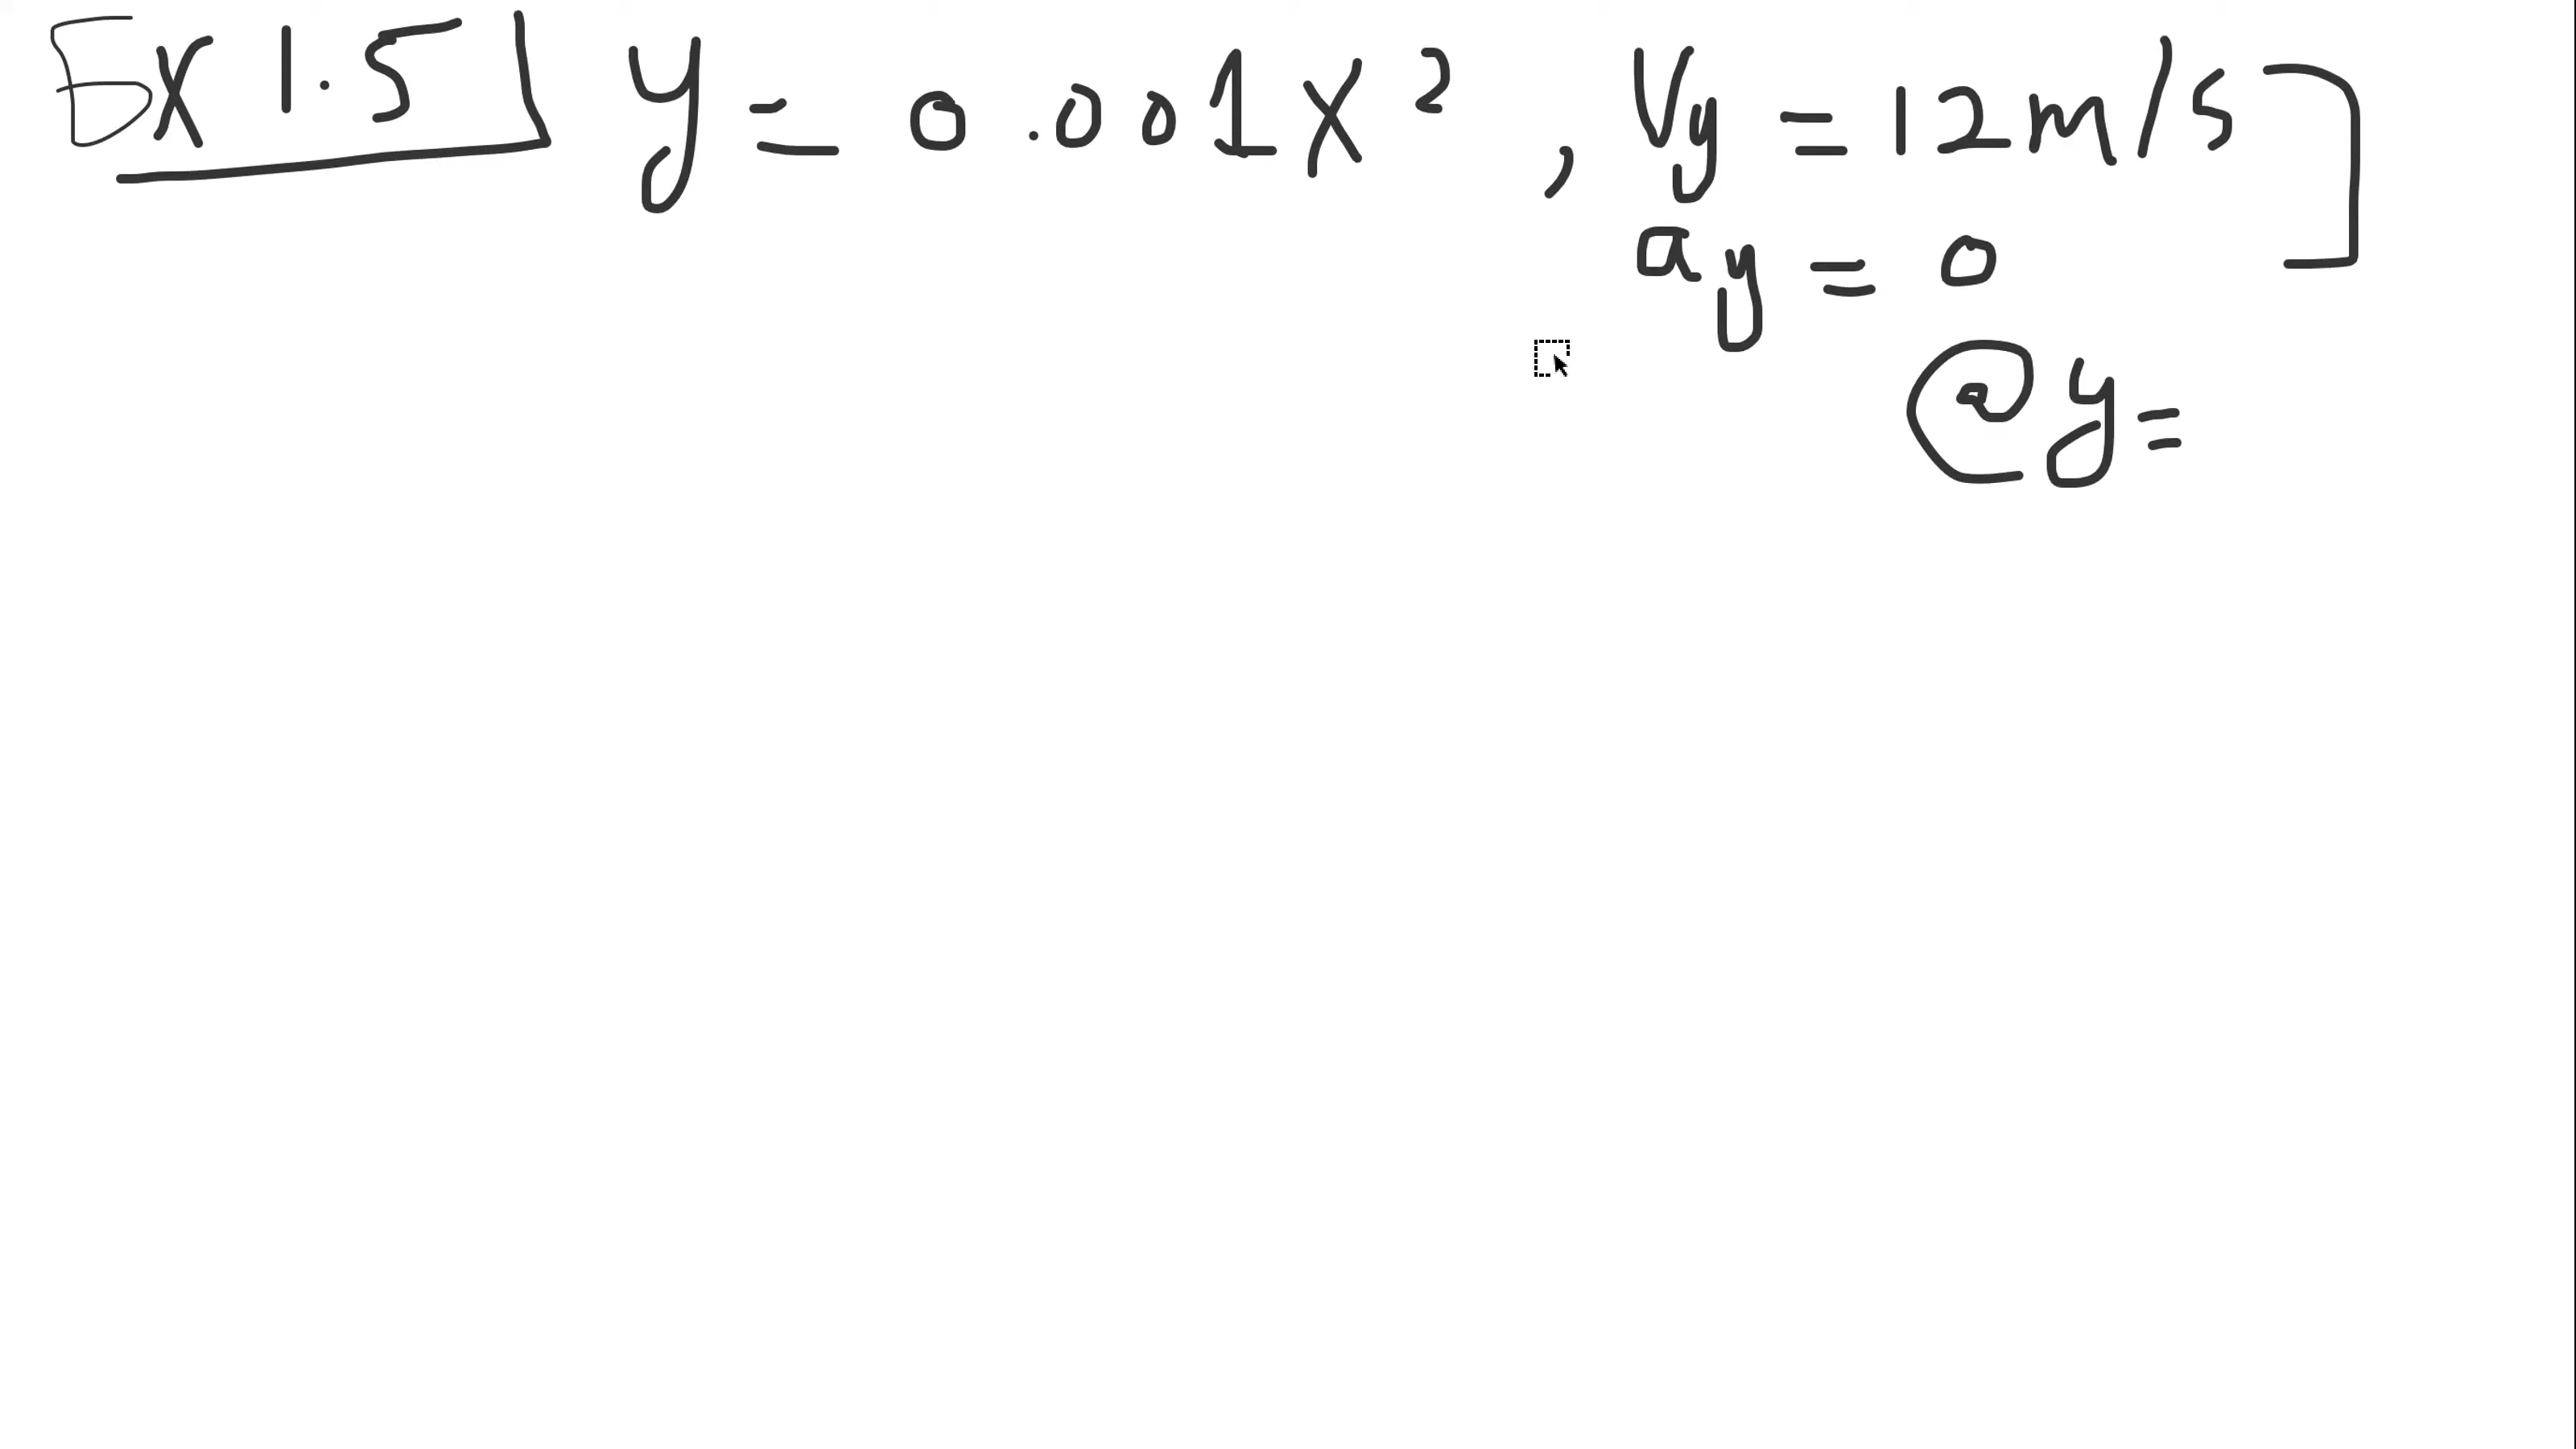 Ex 1.5 y = 0.001x², Vy = 12m/s
ay = 0
@ y =